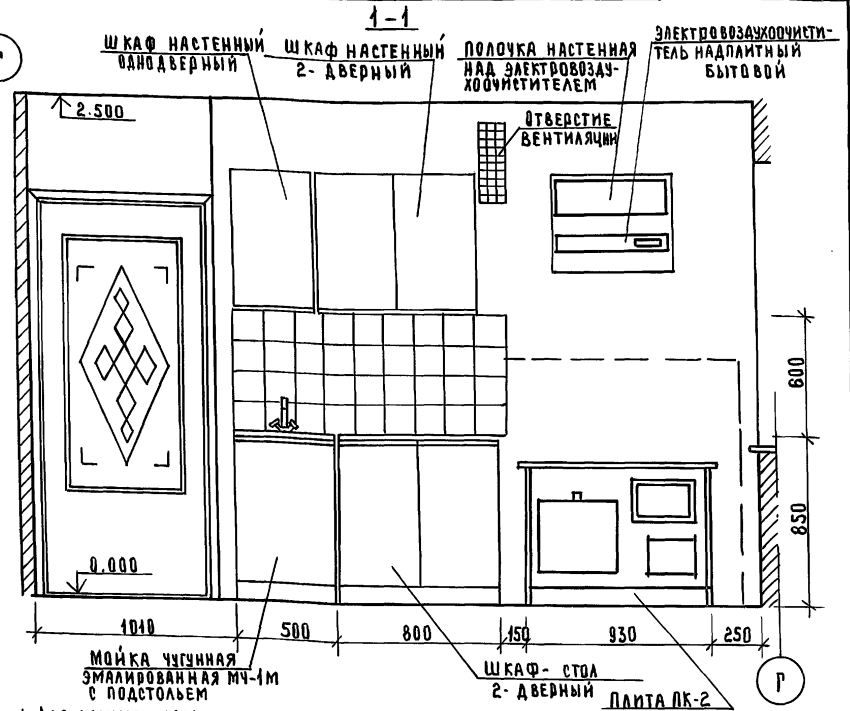 1-1
ШКАФ НАСТЕННЫЙ
ОДНОДВЕРНЫЙ
ШКАФ НАСТЕННЫЙ
2- ДВЕРНЫЙ
ПОЛОЧКА НАСТЕННАЯ
НАД ЭЛЕКТРОВОЗДУ-
ХООЧИСТИТЕЛЕМ
ЭЛЕКТРОВОЗДУХООЧИСТИ-
ТЕЛЬ НАДПЛИТНЫЙ
БЫТОВОЙ
2.500
ОТВЕРСТИЕ
ВЕНТИЛЯЦИИ
600
850
0.000
1010
500
800
150
930
250
МОЙКА ЧУГУННАЯ
ЭМАЛИРОВАННАЯ МЧ-1М
С ПОДСТОЛЬЕМ
ШКАФ- СТОЛ
2- ДВЕРНЫЙ
ПЛИТА ПК-2
Г